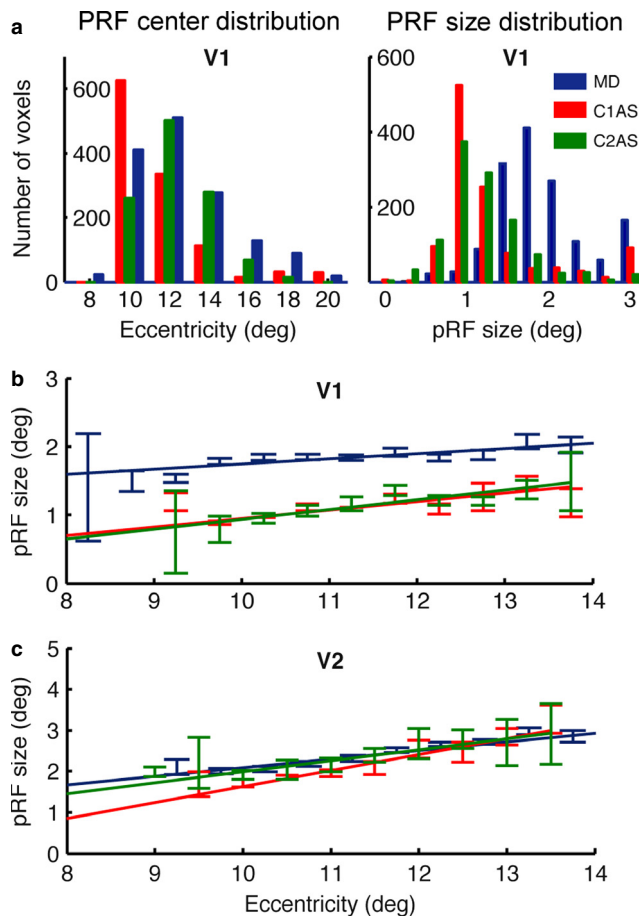 a
PRF center distribution
PRF size distribution
V1
V1
Number of voxels
600
400
200
0
8 10 12 14 16 18 20
Eccentricity (deg)
600
400
200
0
0 1 2 3
pRF size (deg)
MD
C1AS
C2AS
b
V1
pRF size (deg)
3
2
1
0
8 9 10 11 12 13 14
c
V2
pRF size (deg)
5
4
3
2
1
0
8 9 10 11 12 13 14
Eccentricity (deg)